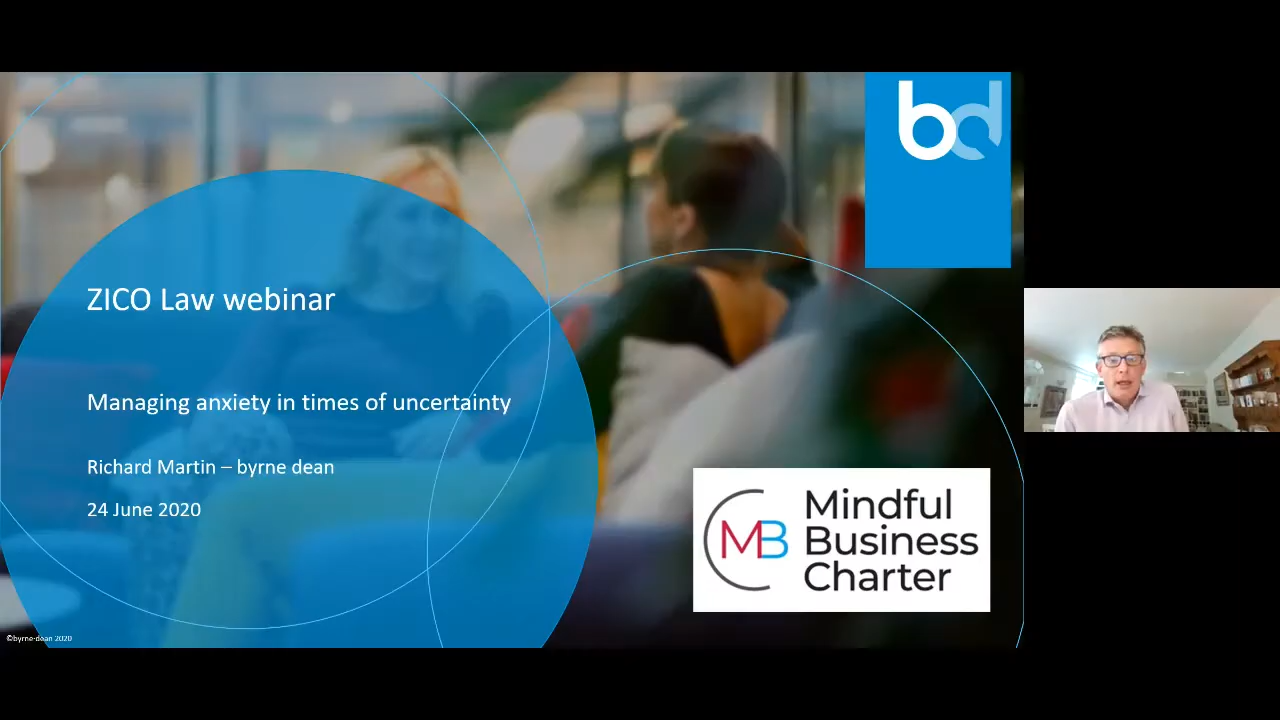 bd
ZICO Law webinar
Managing anxiety in times of uncertainty
Richard Martin – byrne dean
24 June 2020
MB
Mindful
Business
Charter
©byrne·dean 2020